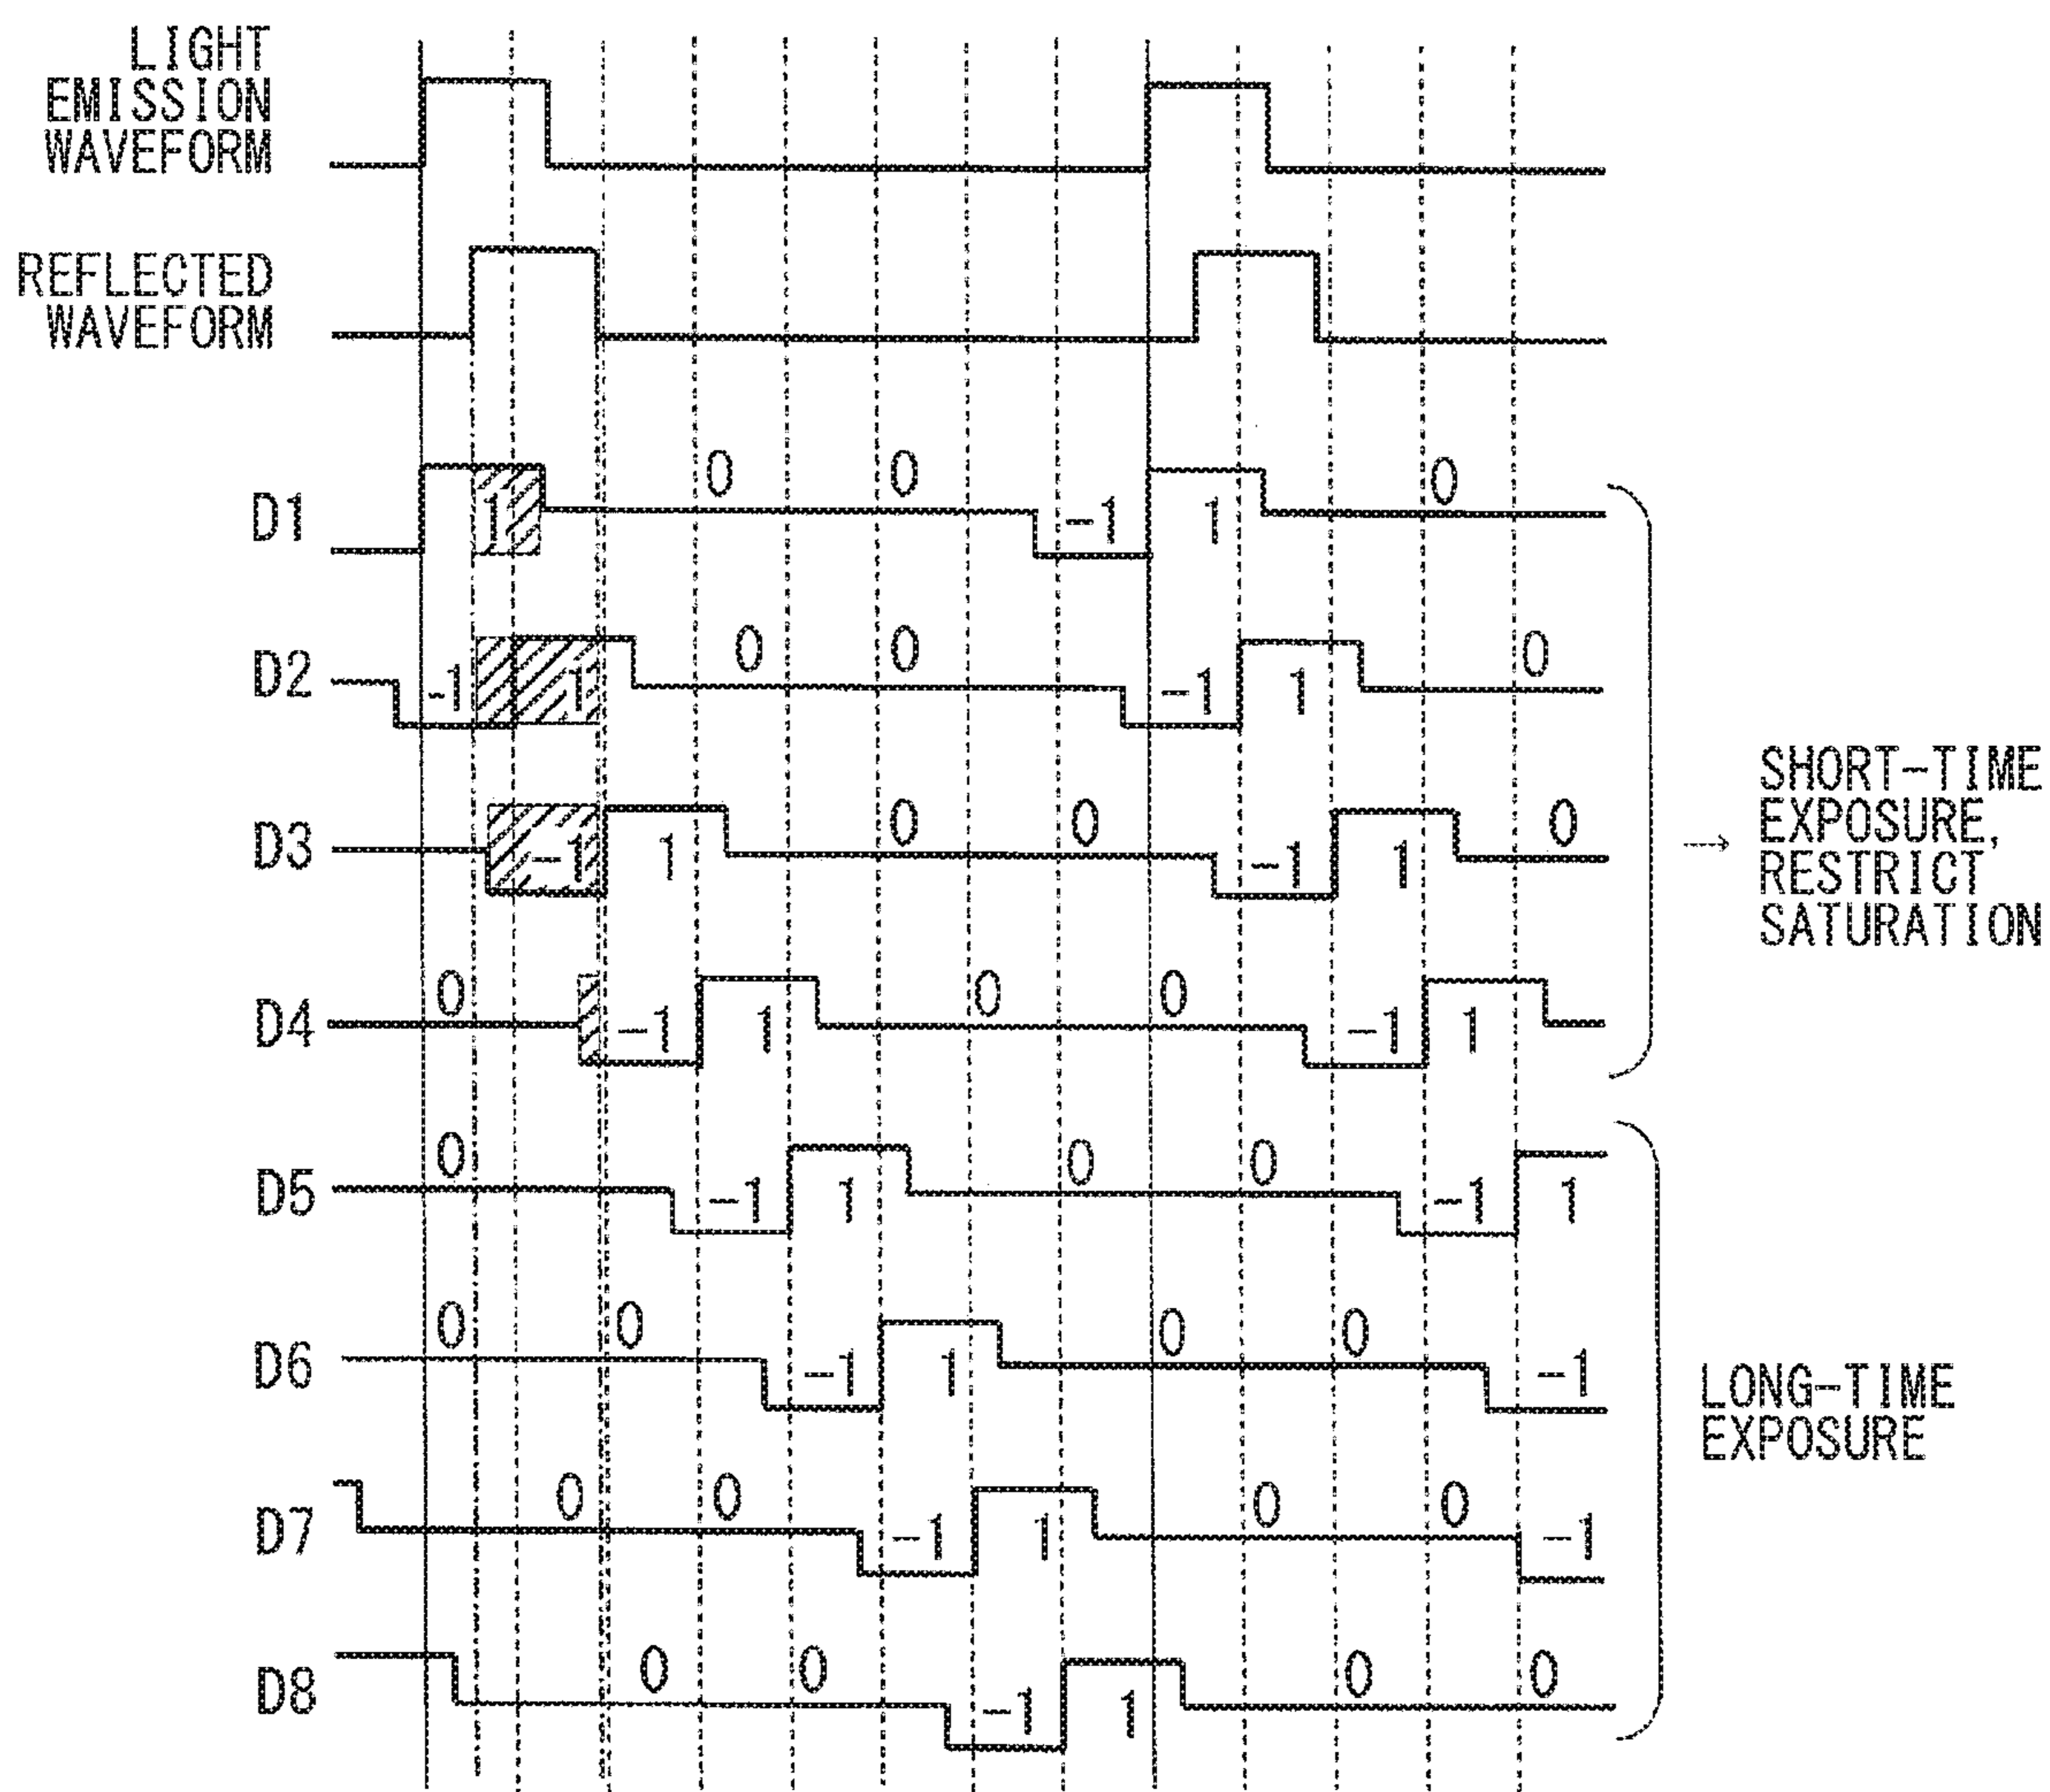 LIGHT
EMISSION
WAVEFORM
REFLECTED
WAVEFORM
D1 1 0 0 -1 1 0
D2 -1 1 0 0 -1 1 0
D3 -1 1 0 0 -1 1 0
D4 0 -1 1 0 0 -1 1
D5 0 -1 1 0 0 -1 1
D6 0 0 -1 1 0 0 -1
D7 0 0 -1 1 0 0 -1
D8 0 0 -1 1 0 0
→ SHORT-TIME
EXPOSURE,
RESTRICT
SATURATION
LONG-TIME
EXPOSURE